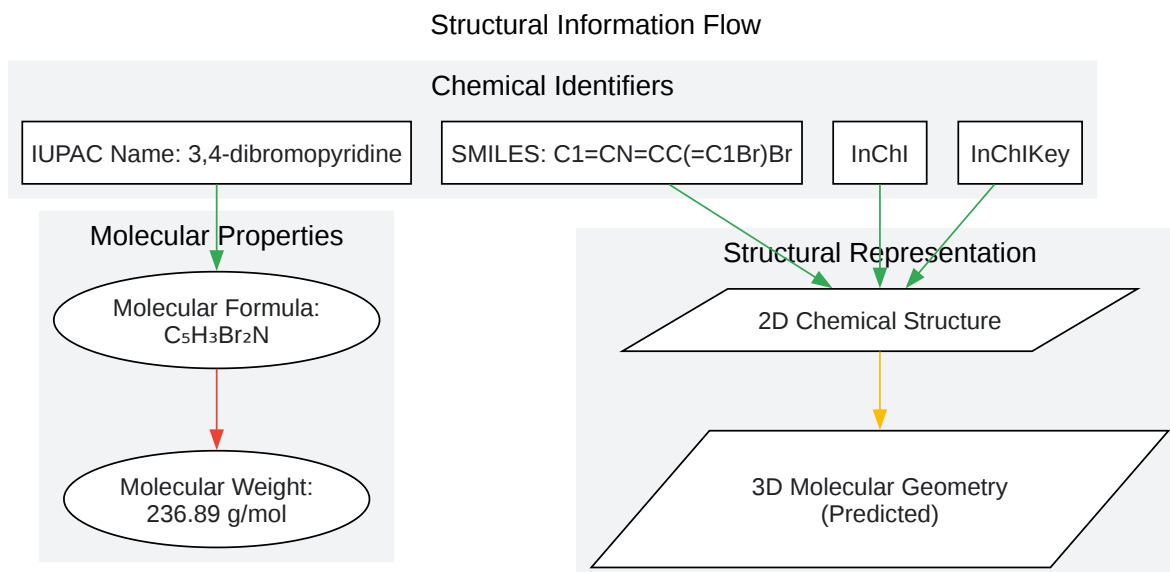 Structural Information Flow
Chemical Identifiers
IUPAC Name: 3,4-dibromopyridine
SMILES: C1=CN=CC(=C1Br)Br
InChI
InChIKey
Molecular Properties
Structural Representation
Molecular Formula:
C₅H₃Br₂N
2D Chemical Structure
Molecular Weight:
236.89 g/mol
3D Molecular Geometry
(Predicted)